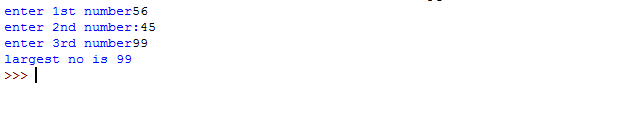 enter 1st number56
enter 2nd number:45
enter 3rd number99
largest no is 99
>>>